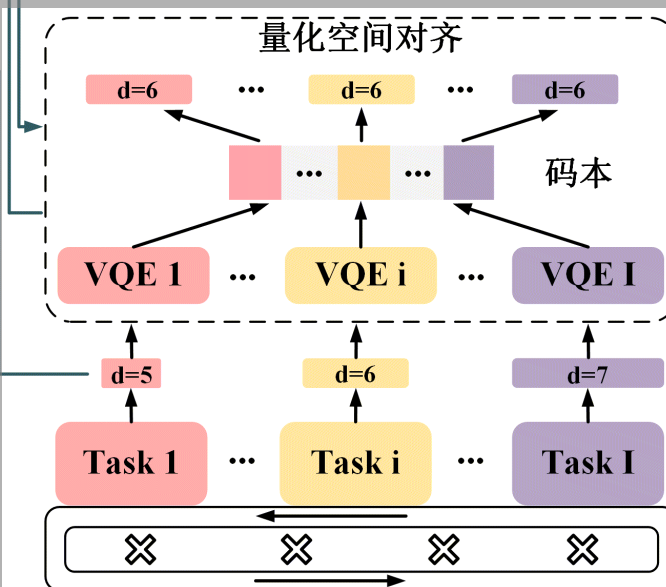 量化空间对齐
d=6 ... d=6 ... d=6
... ...
码本
VQE 1 ... VQE i ... VQE I
d=5 d=6 d=7
Task 1 ... Task i ... Task I